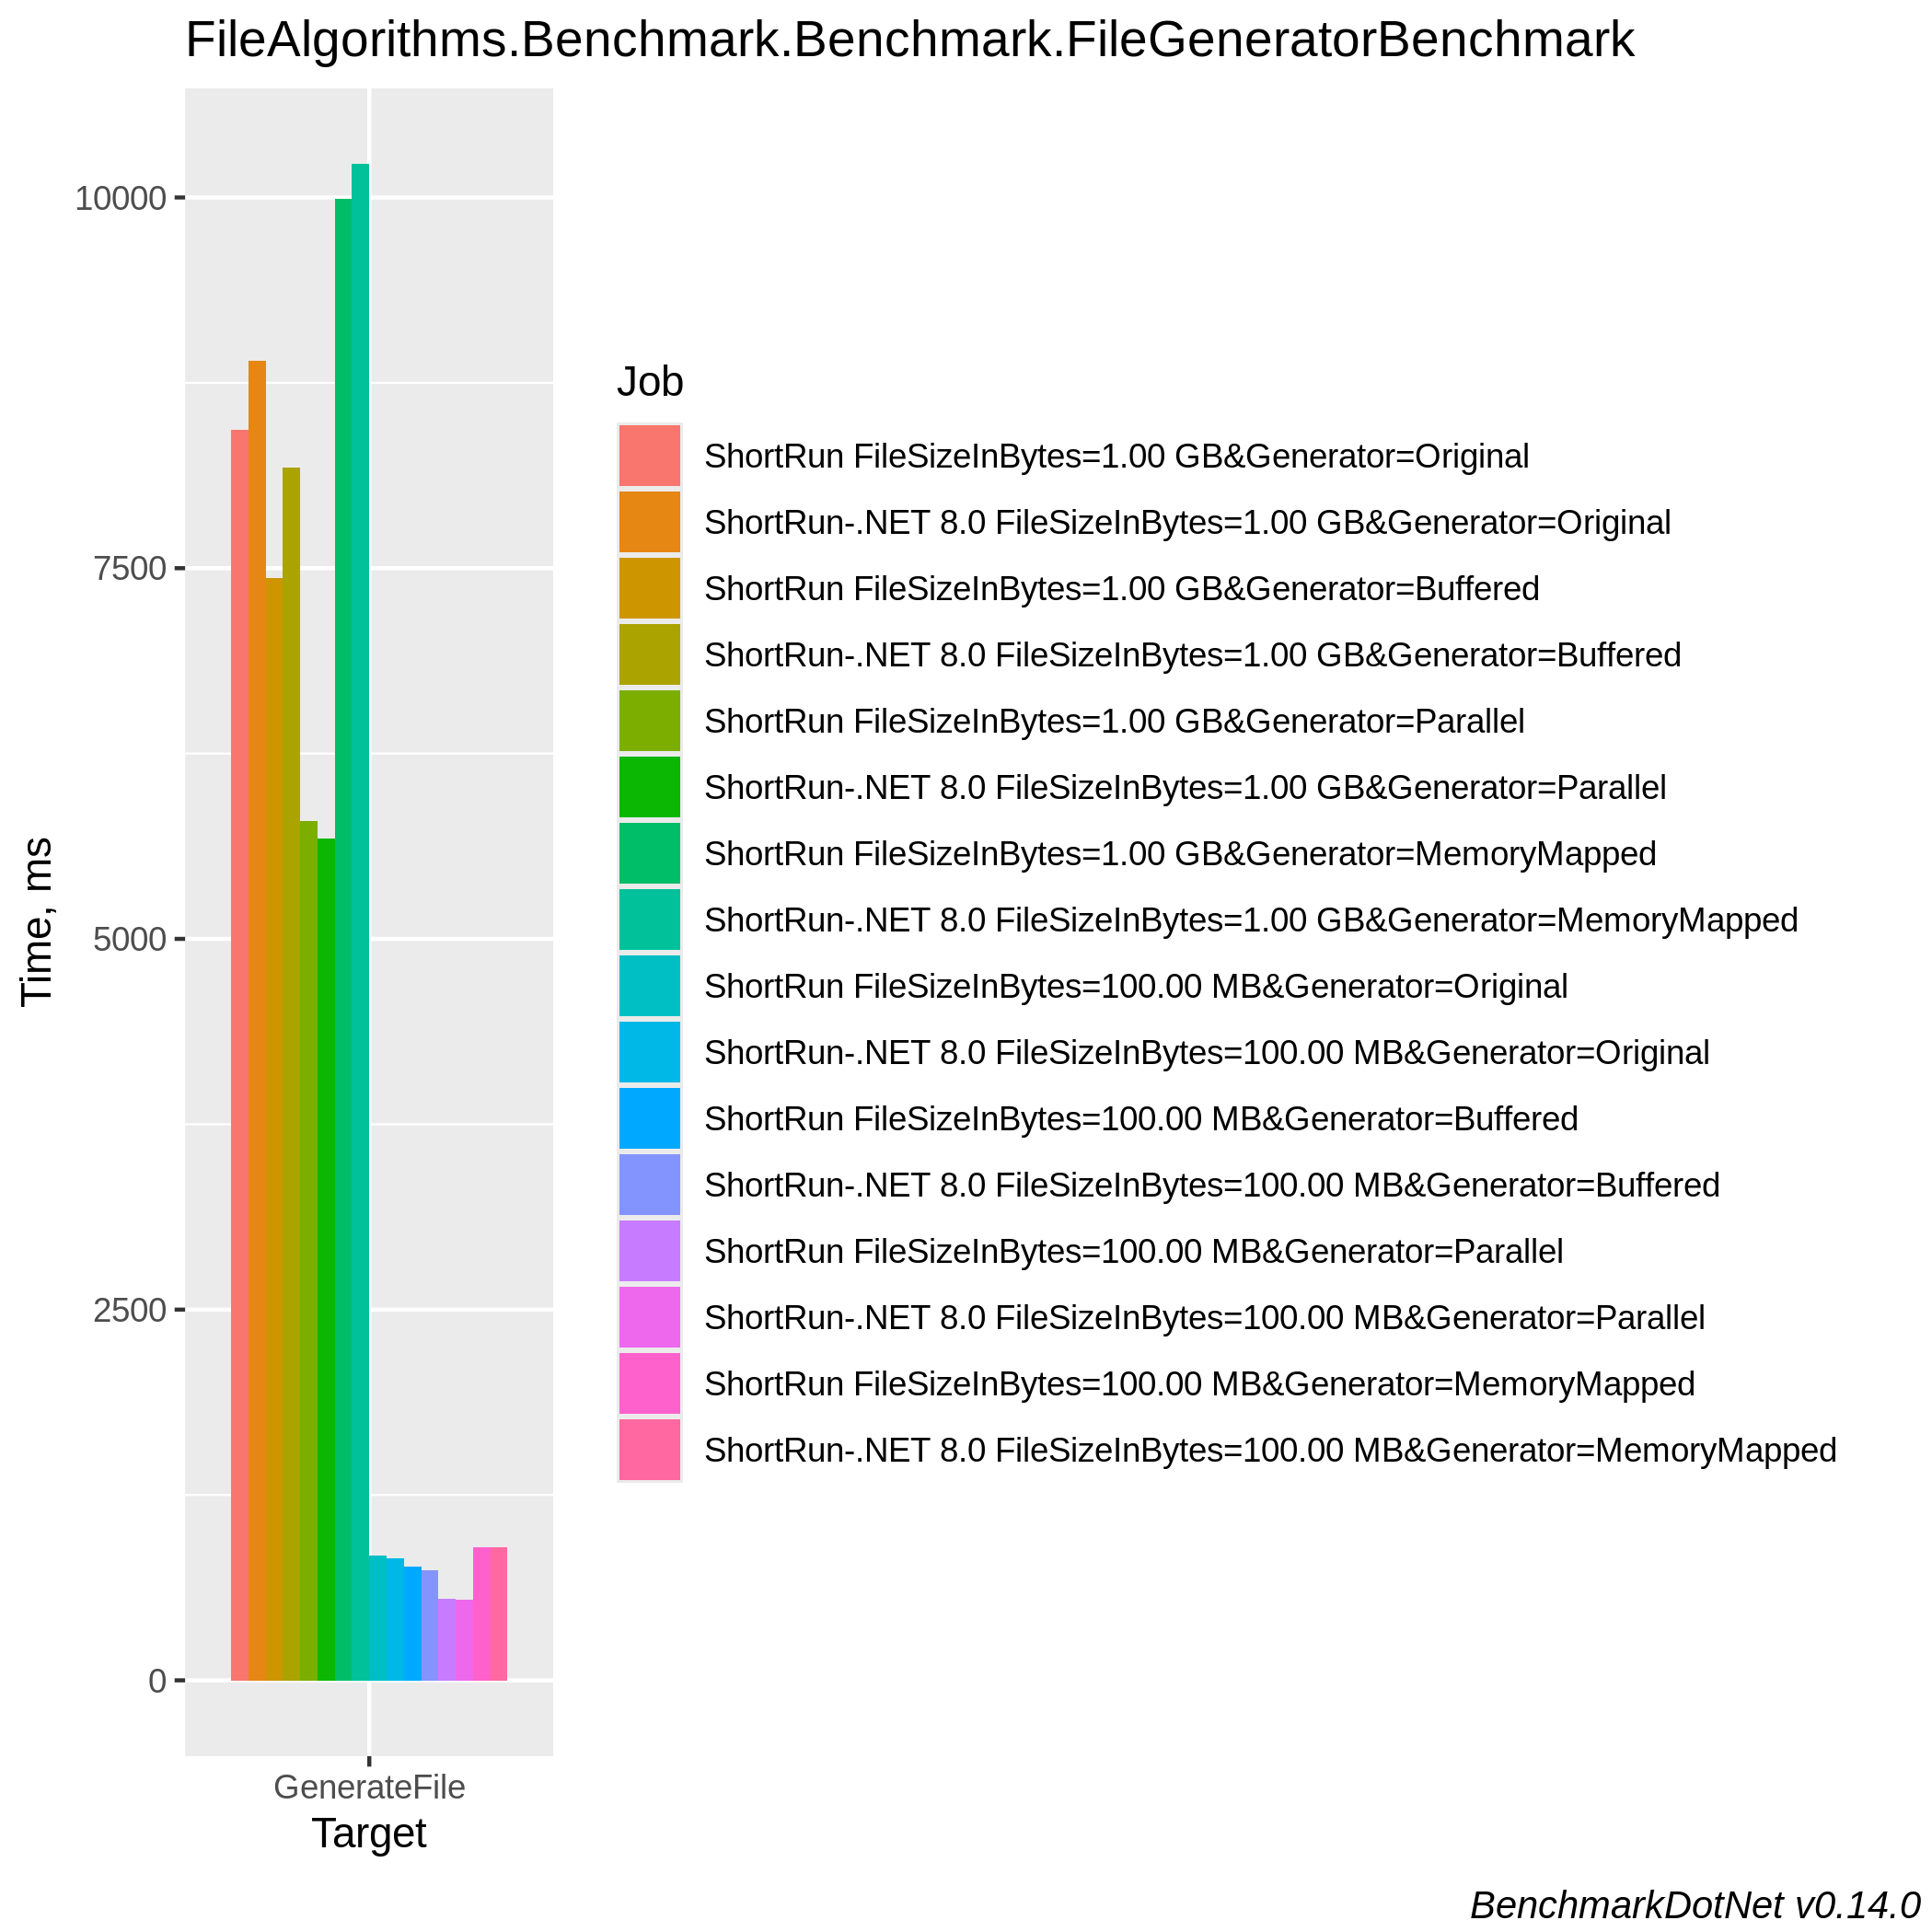 FileAlgorithms.Benchmark.Benchmark.FileGeneratorBenchmark
Time, ms
10000
7500
5000
2500
0
GenerateFile
Target
Job
ShortRun FileSizeInBytes=1.00 GB&Generator=Original
ShortRun-.NET 8.0 FileSizeInBytes=1.00 GB&Generator=Original
ShortRun FileSizeInBytes=1.00 GB&Generator=Buffered
ShortRun-.NET 8.0 FileSizeInBytes=1.00 GB&Generator=Buffered
ShortRun FileSizeInBytes=1.00 GB&Generator=Parallel
ShortRun-.NET 8.0 FileSizeInBytes=1.00 GB&Generator=Parallel
ShortRun FileSizeInBytes=1.00 GB&Generator=MemoryMapped
ShortRun-.NET 8.0 FileSizeInBytes=1.00 GB&Generator=MemoryMapped
ShortRun FileSizeInBytes=100.00 MB&Generator=Original
ShortRun-.NET 8.0 FileSizeInBytes=100.00 MB&Generator=Original
ShortRun FileSizeInBytes=100.00 MB&Generator=Buffered
ShortRun-.NET 8.0 FileSizeInBytes=100.00 MB&Generator=Buffered
ShortRun FileSizeInBytes=100.00 MB&Generator=Parallel
ShortRun-.NET 8.0 FileSizeInBytes=100.00 MB&Generator=Parallel
ShortRun FileSizeInBytes=100.00 MB&Generator=MemoryMapped
ShortRun-.NET 8.0 FileSizeInBytes=100.00 MB&Generator=MemoryMapped
BenchmarkDotNet v0.14.0